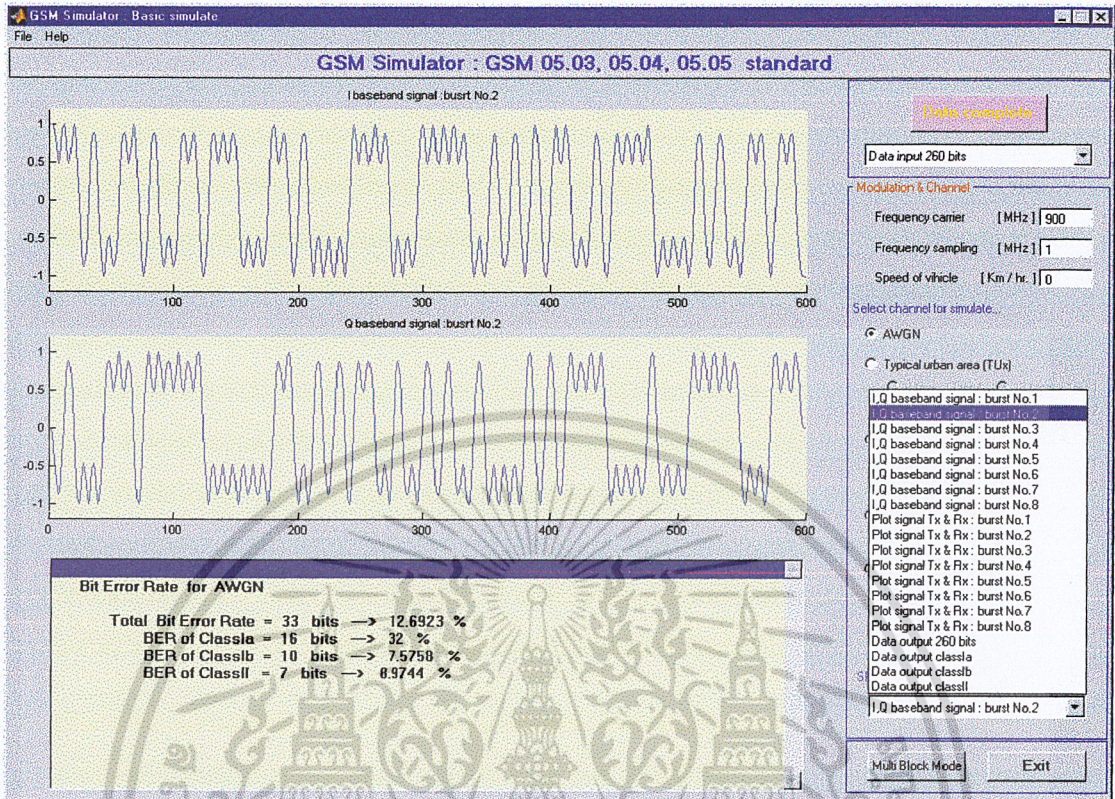 GSM Simulator : Basic simulate
File Help
GSM Simulator : GSM 05.03, 05.04, 05.05 standard
I baseband signal :busrt No.2
1
0.5
0
-0.5
-1
0 100 200 300 400 500 600
Q baseband signal :busrt No.2
1
0.5
0
-0.5
-1
0 100 200 300 400 500 600
Bit Error Rate for AWGN
Total Bit Error Rate = 33 bits —> 12.6923 %
BER of ClassIa = 16 bits —> 32 %
BER of ClassIb = 10 bits —> 7.5758 %
BER of ClassII = 7 bits —> 8.9744 %
Data complete
Data input 260 bits
Modulation & Channel
Frequency carrier [ MHz ] 900
Frequency sampling [ MHz ] 1
Speed of vihicle [ Km / hr. ] 0
Select channel for simulate...
AWGN
Typical urban area (TUx)
I,Q baseband signal : burst No.1
I,Q baseband signal : burst No.2
I,Q baseband signal : burst No.3
I,Q baseband signal : burst No.4
I,Q baseband signal : burst No.5
I,Q baseband signal : burst No.6
I,Q baseband signal : burst No.7
I,Q baseband signal : burst No.8
Plot signal Tx & Rx : burst No.1
Plot signal Tx & Rx : burst No.2
Plot signal Tx & Rx : burst No.3
Plot signal Tx & Rx : burst No.4
Plot signal Tx & Rx : burst No.5
Plot signal Tx & Rx : burst No.6
Plot signal Tx & Rx : burst No.7
Plot signal Tx & Rx : burst No.8
Data output 260 bits
Data output classIa
Data output classIb
Data output classII
I,Q baseband signal : burst No.2
Multi Block Mode
Exit